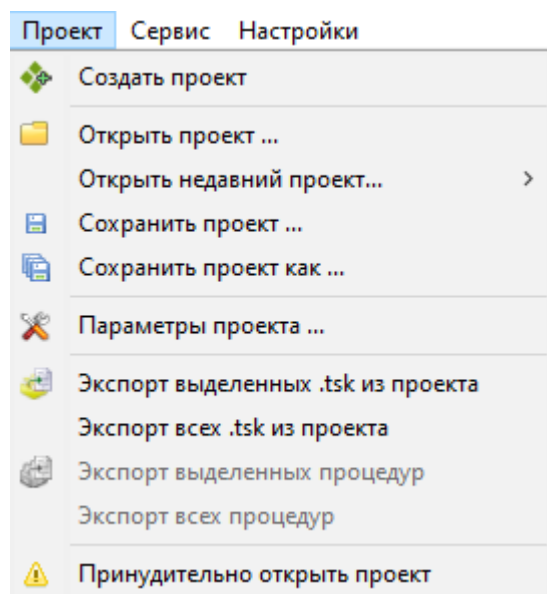 Проект Сервис Настройки
Создать проект
Открыть проект ...
Открыть недавний проект...
Сохранить проект ...
Сохранить проект как ...
Параметры проекта ...
Экспорт выделенных .tsk из проекта
Экспорт всех .tsk из проекта
Экспорт выделенных процедур
Экспорт всех процедур
Принудительно открыть проект